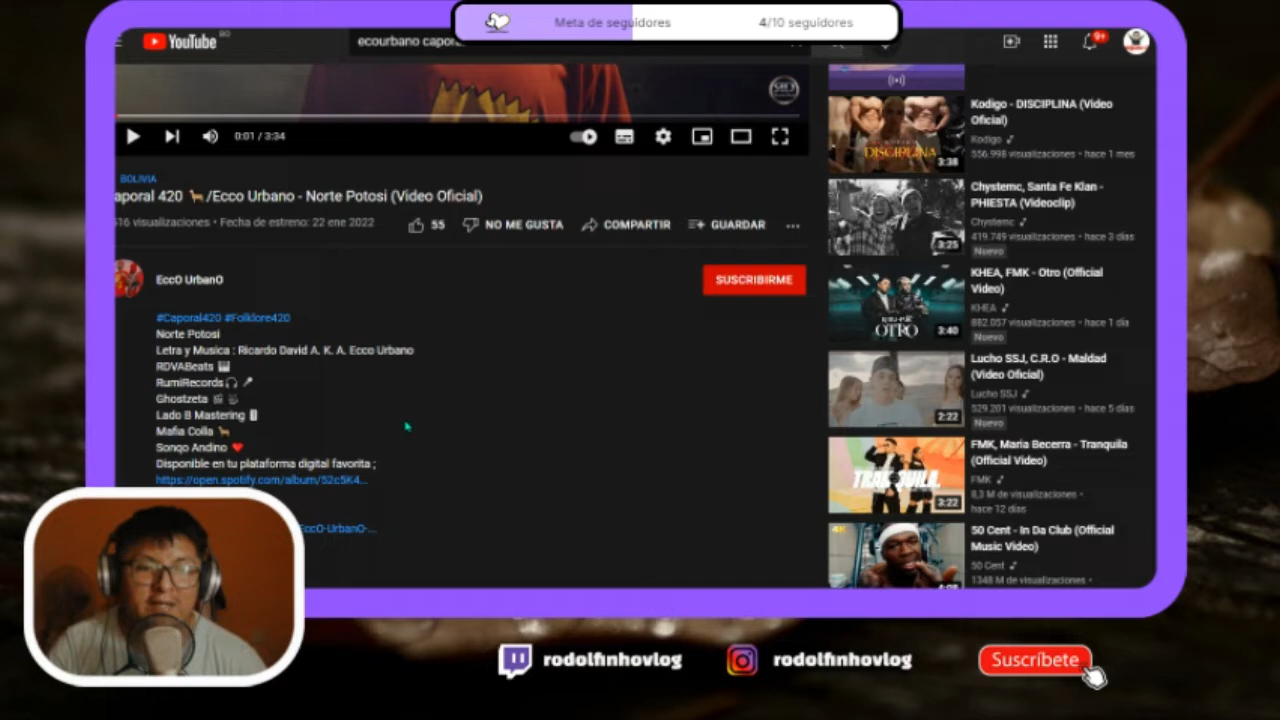 Meta de seguidores
4/10 seguidores
YouTube
BO
ecourbano capora
9+
0:01 / 3:34
BOLIVIA
aporal 420 🐕/Ecco Urbano - Norte Potosi (Video Oficial)
516 visualizaciones • Fecha de estreno: 22 ene 2022
55
NO ME GUSTA
COMPARTIR
GUARDAR
EccO UrbanO
SUSCRIBIRME
#Caporal420 #Folklore420
Norte Potosi
Letra y Musica : Ricardo David A. K. A. Ecco Urbano
RDVABeats 🎹
RumiRecords🎧 🎤
Ghostzeta
Lado B Mastering
Mafia Colla 🐕
Sonqo Andino ❤️
Disponible en tu plataforma digital favorita ;
https://open.spotify.com/album/52c5K4...
EccO-UrbanO-...
DISCIPLINA
3:38
Kodigo - DISCIPLINA (Video
Oficial)
Kodigo
556.998 visualizaciones • hace 1 mes
3:25
Chystemc, Santa Fe Klan -
PHIESTA (Videoclip)
Chystemc
419.749 visualizaciones • hace 3 días
Nuevo
OTRO
3:40
KHEA, FMK - Otro (Official
Video)
KHEA
882.057 visualizaciones • hace 1 día
Nuevo
2:22
Lucho SSJ, C.R.O - Maldad
(Video Oficial)
Lucho SSJ
529.201 visualizaciones • hace 5 días
Nuevo
TRANQUILA.
3:22
FMK, Maria Becerra - Tranquila
(Official Video)
FMK
8,3 M de visualizaciones •
hace 12 días
4K
50 Cent - In Da Club (Official
Music Video)
50 Cent
1348 M de visualizaciones •
rodolfinhovlog
rodolfinhovlog
Suscríbete